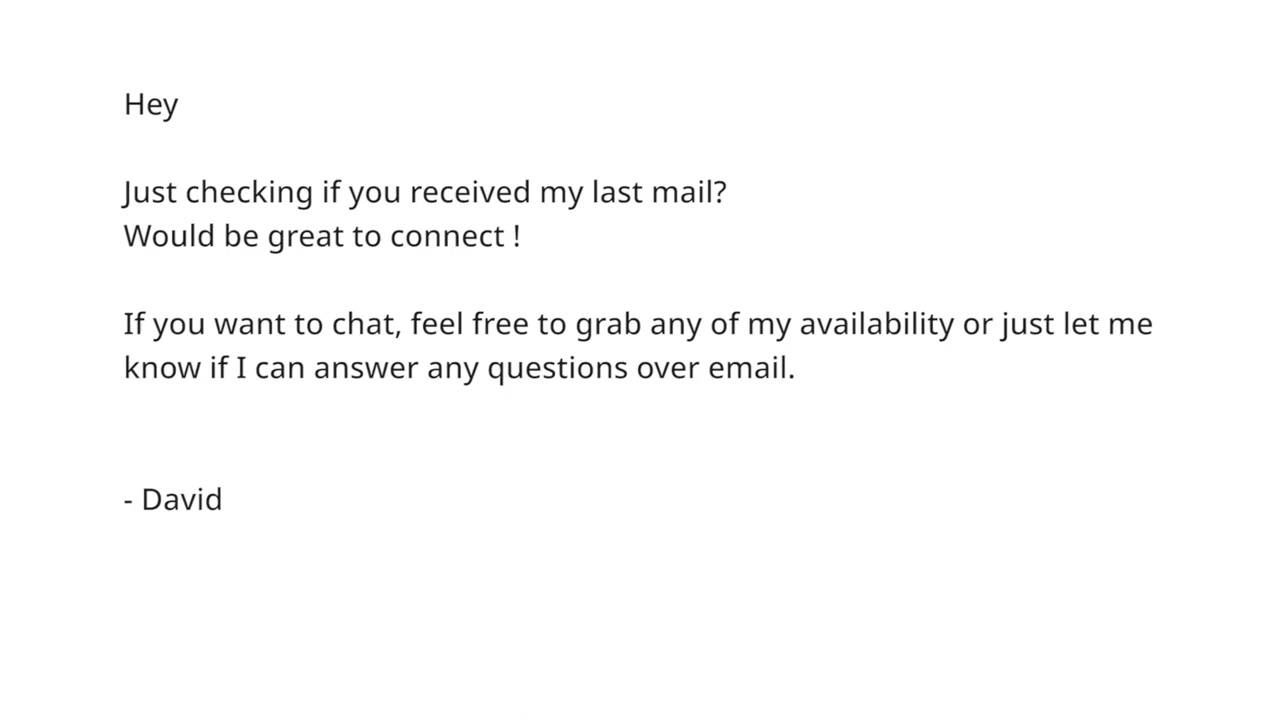 Hey
Just checking if you received my last mail?
Would be great to connect !
If you want to chat, feel free to grab any of my availability or just let me
know if I can answer any questions over email.
- David